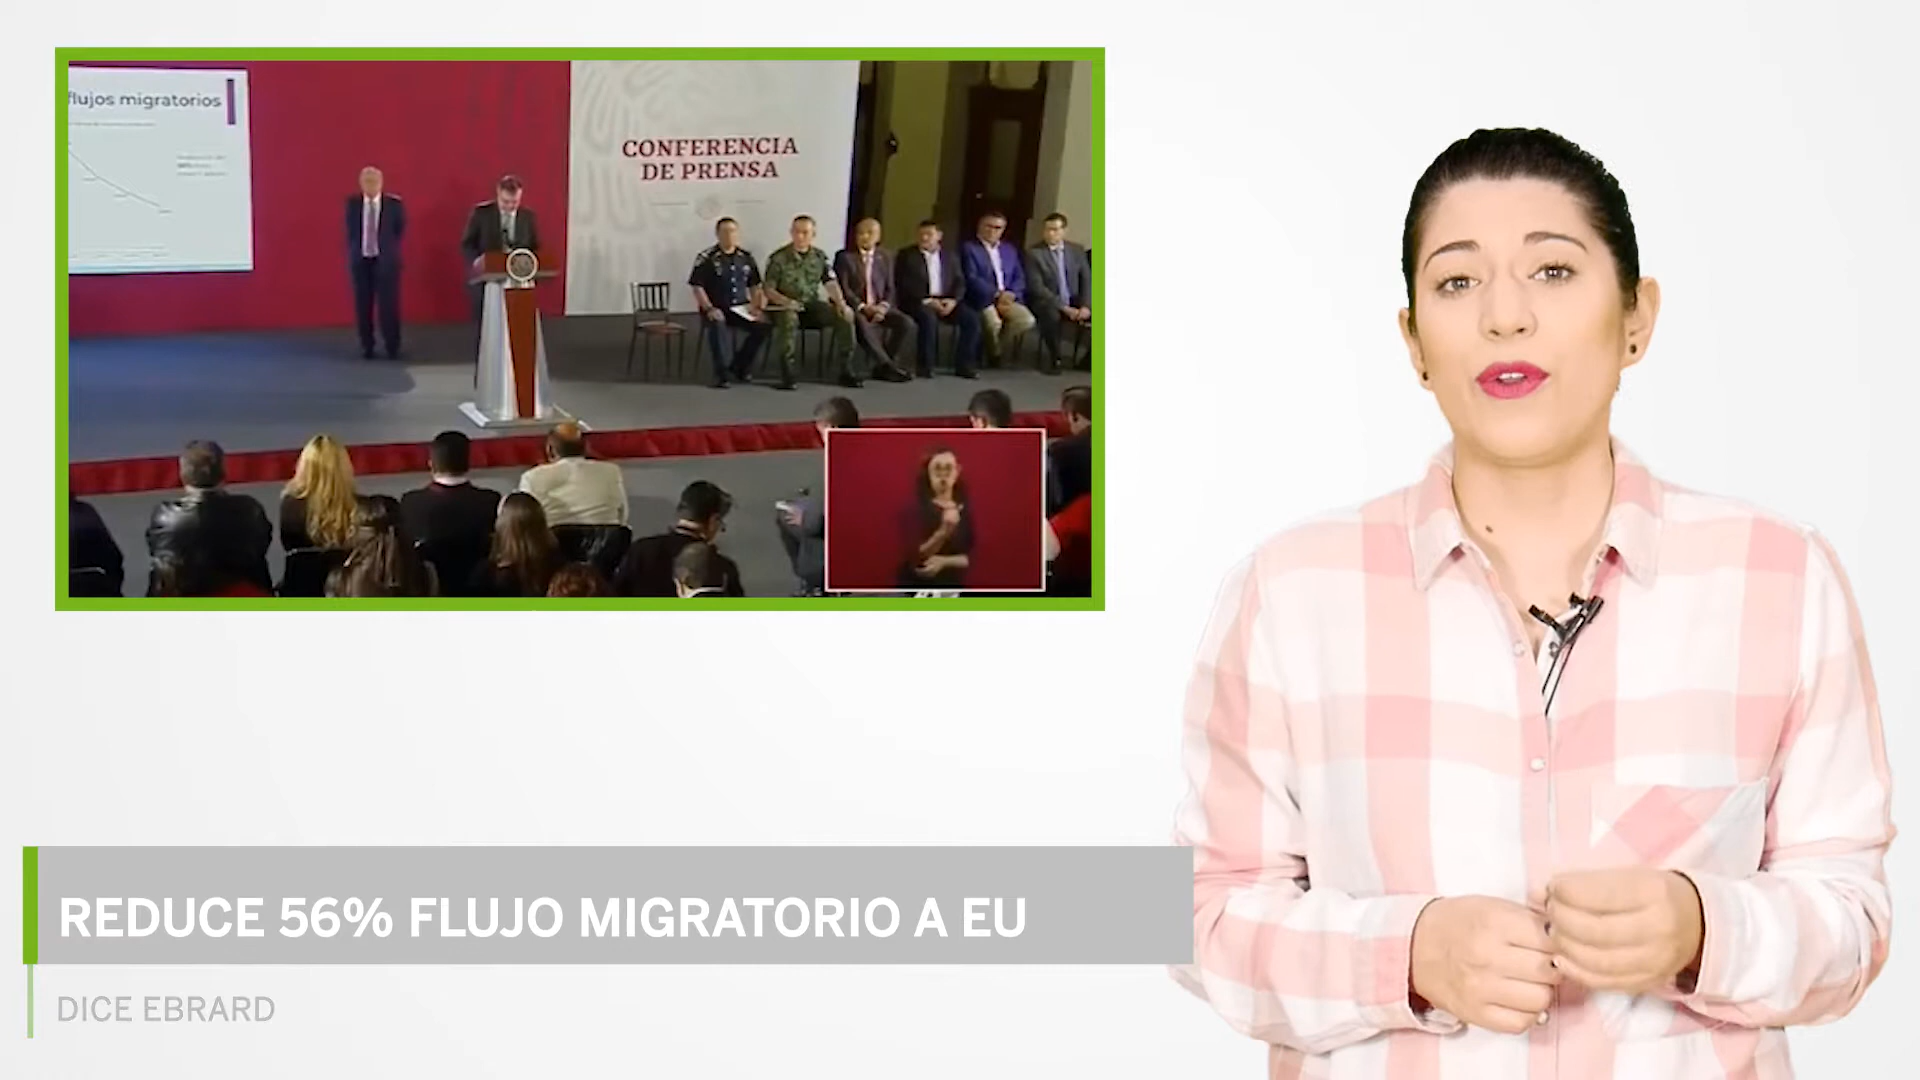 flujos migratorios
CONFERENCIA
DE PRENSA
REDUCE 56% FLUJO MIGRATORIO A EU
DICE EBRARD